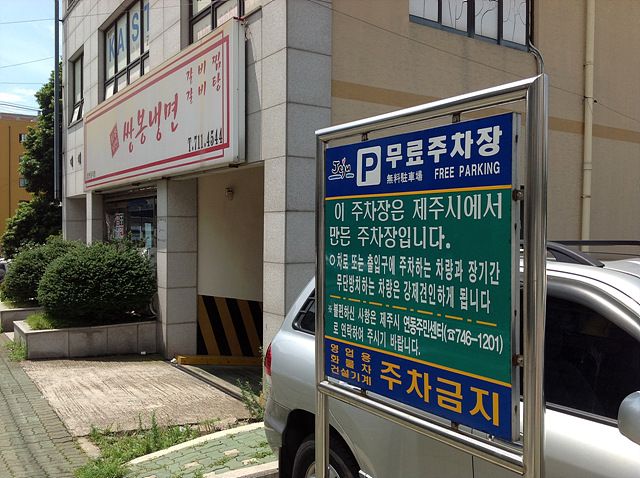 KAST
쌍봉냉면
갈비찜
갈비탕
T.711.4544
Jeju
P 무료주차장
無料駐車場 FREE PARKING
이 주차장은 제주시에서
만든 주차장입니다.
○ 차로 또는 출입구에 주차하는 차량과 장기간
무단방치하는 차량은 강제견인하게 됩니다
*불편하신 사항은 제주시 연동주민센터(☎746-1201)
로 연락하여 주시기 바랍니다.
영업용
화물차
건설기계
주차금지